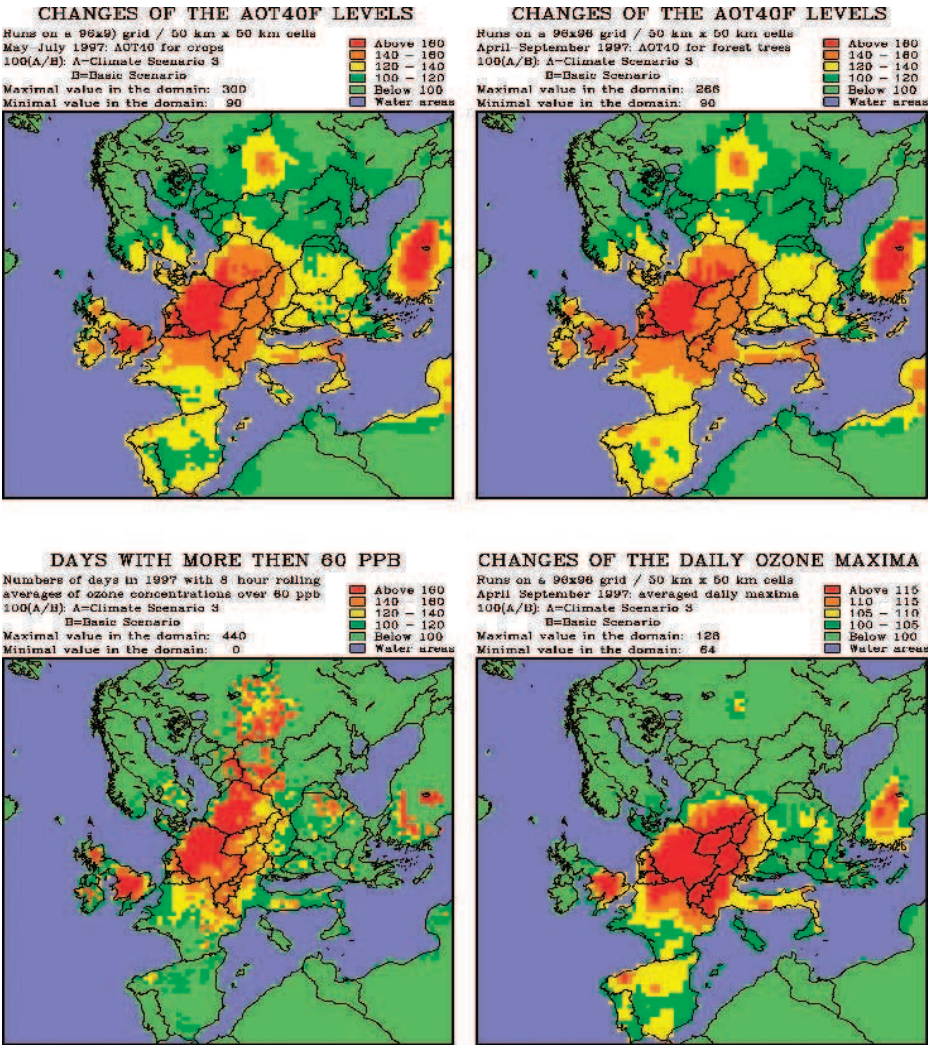 CHANGES OF THE AOT40F LEVELS
Runs on a 96x9) grid / 50 km x 50 km cells
May-July 1997: AOT40 for crops
100(A/B): A=Climate Scenario 3
B=Basic Scenario
Maximal value in the domain: 300
Minimal value in the domain: 90
Above 160
140 - 160
120 - 140
100 - 120
Below 100
Water areas
CHANGES OF THE AOT40F LEVELS
Runs on a 96x96 grid / 50 km x 50 km cells
April-September 1997: AOT40 for forest trees
100(A/B): A=Climate Scenario 3
B=Basic Scenario
Maximal value in the domain: 266
Minimal value in the domain: 90
Above 160
140 - 160
120 - 140
100 - 120
Below 100
Water areas
DAYS WITH MORE THEN 60 PPB
Numbers of days in 1997 with 8 hour rolling
averages of ozone concentrations over 60 ppb
100(A/B): A=Climate Scenario 3
B=Basic Scenario
Maximal value in the domain: 440
Minimal value in the domain: 0
Above 160
140 - 160
120 - 140
100 - 120
Below 100
Water areas
CHANGES OF THE DAILY OZONE MAXIMA
Runs on a 96x96 grid / 50 km x 50 km cells
April September 1997: averaged daily maxima
100(A/B): A=Climate Scenario 3
B=Basic Scenario
Maximal value in the domain: 128
Minimal value in the domain: 64
Above 115
110 - 115
105 - 110
100 - 105
Below 100
Water areas